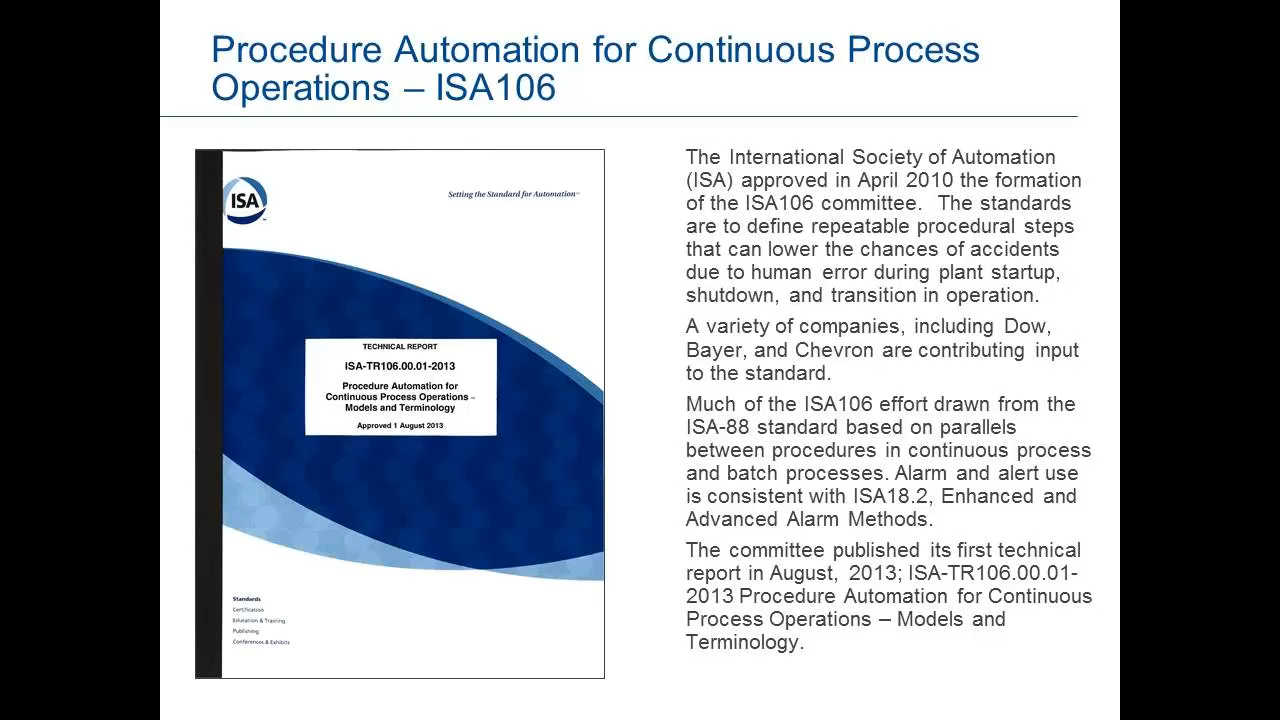 Procedure Automation for Continuous Process
Operations – ISA106
ISA
Setting the Standard for Automation™
TECHNICAL REPORT
ISA-TR106.00.01-2013
Procedure Automation for
Continuous Process Operations –
Models and Terminology
Approved 1 August 2013
Standards
Certification
Education & Training
Publishing
Conferences & Exhibits
The International Society of Automation
(ISA) approved in April 2010 the formation
of the ISA106 committee. The standards
are to define repeatable procedural steps
that can lower the chances of accidents
due to human error during plant startup,
shutdown, and transition in operation.
A variety of companies, including Dow,
Bayer, and Chevron are contributing input
to the standard.
Much of the ISA106 effort drawn from the
ISA-88 standard based on parallels
between procedures in continuous process
and batch processes. Alarm and alert use
is consistent with ISA18.2, Enhanced and
Advanced Alarm Methods.
The committee published its first technical
report in August, 2013; ISA-TR106.00.01-
2013 Procedure Automation for Continuous
Process Operations – Models and
Terminology.